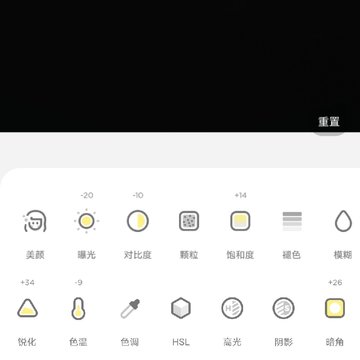 重置
-20 -10 +14
美颜 曝光 对比度 颗粒 饱和度 褪色 模糊
+34 -9 +26
锐化 色温 色调 HSL 高光 阴影 暗角